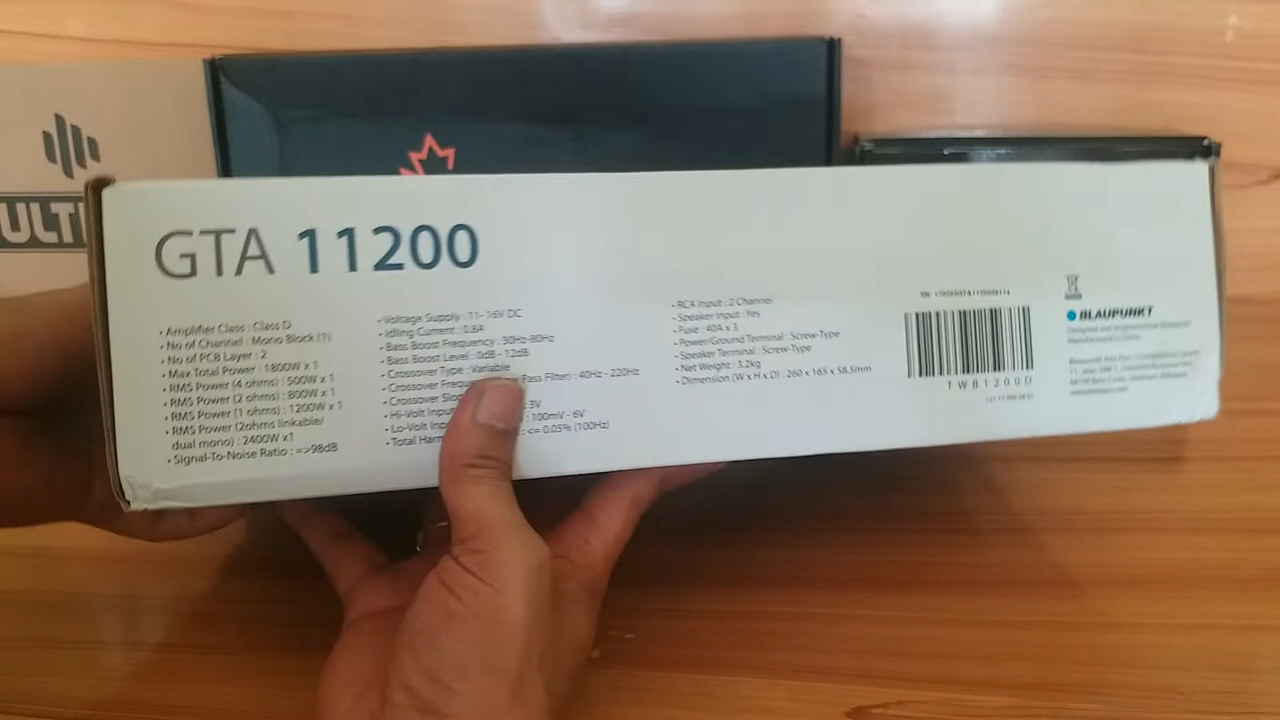 ULTI
GTA 11200
• Amplifier Class : Class D
• No of Channel : Mono Block (1)
• No of PCB Layer : 2
• Max Total Power : 1800W x 1
• RMS Power (4 ohms) : 500W x 1
• RMS Power (2 ohms) : 800W x 1
• RMS Power (1 ohms) : 1200W x 1
• RMS Power (2ohms linkable/
dual mono) : 2400W x1
• Signal-To-Noise Ratio : =>98dB
• Voltage Supply : 11- 16V DC
• Idling Current : 0.8A
• Bass Boost Frequency : 30Hz-80Hz
• Bass Boost Level : 0dB - 12dB
• Crossover Type : Variable
• Crossover Pass Filter) : 40Hz - 220Hz
• Crossover
• Hi-Volt 3V
• Lo-Volt : 100mV - 6V
• Total : <= 0.05% (100Hz)
• RCA Input : 2 Channel
• Speaker Input : Yes
• Fuse : 40A x 3
• Power/Ground Terminal : Screw-Type
• Speaker Terminal : Screw-Type
• Net Weight : 3.2kg
• Dimension (W x H x D) : 260 x 165 x 58.5mm
TWB1200D
BLAUPUNKT